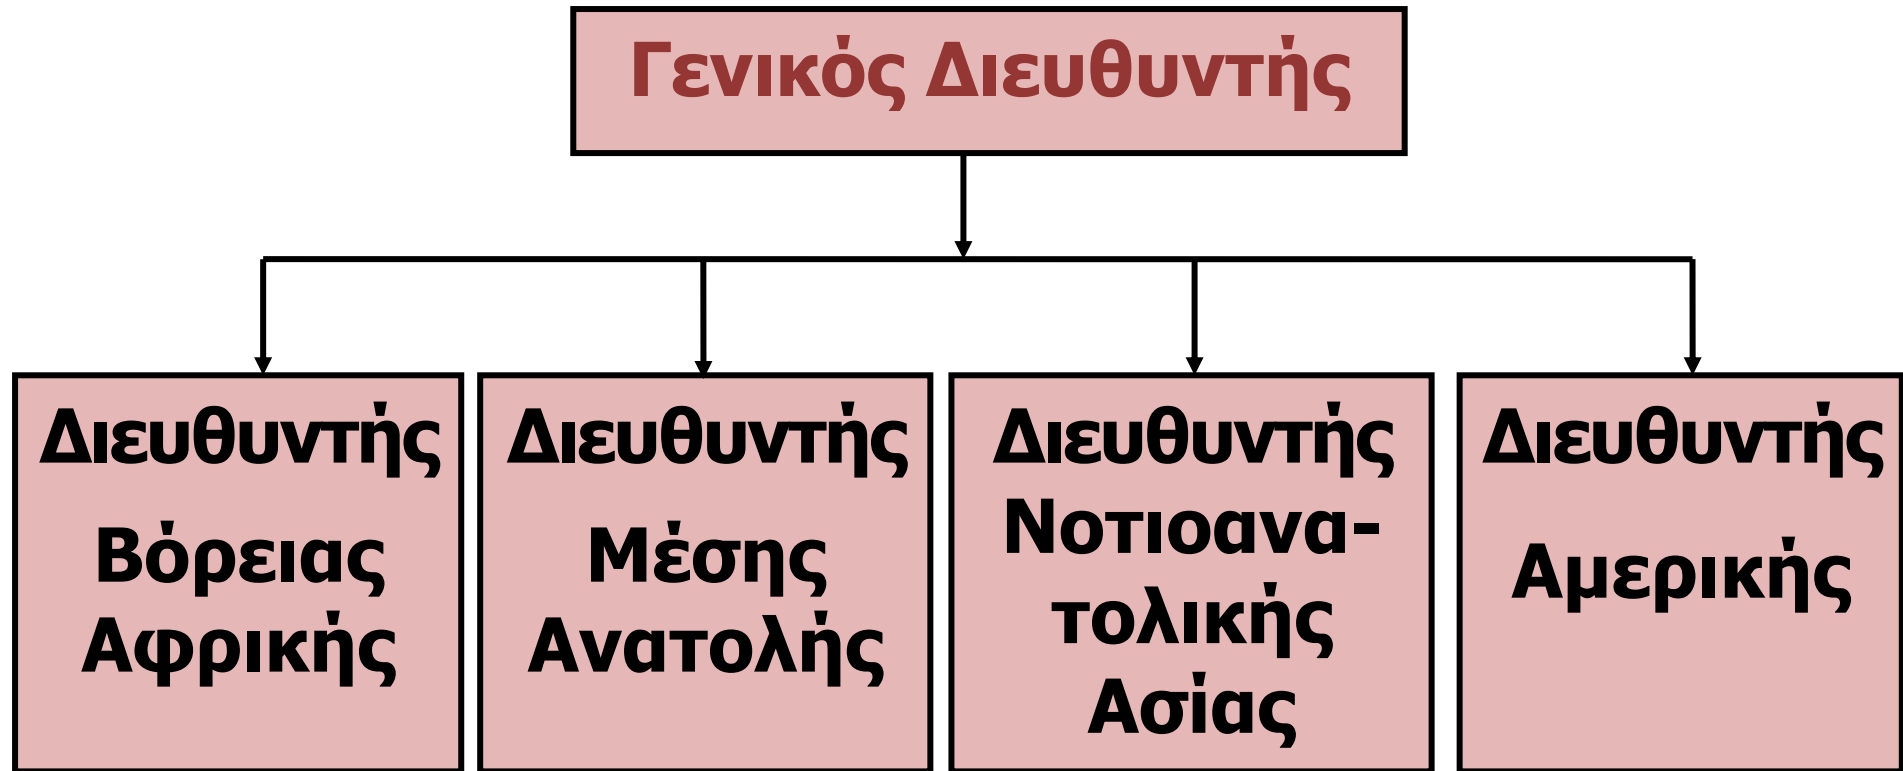 Γενικός Διευθυντής
Διευθυντής
Βόρειας
Αφρικής
Διευθυντής
Μέσης
Ανατολής
Διευθυντής
Νοτιοανα-
τολικής
Ασίας
Διευθυντής
Αμερικής